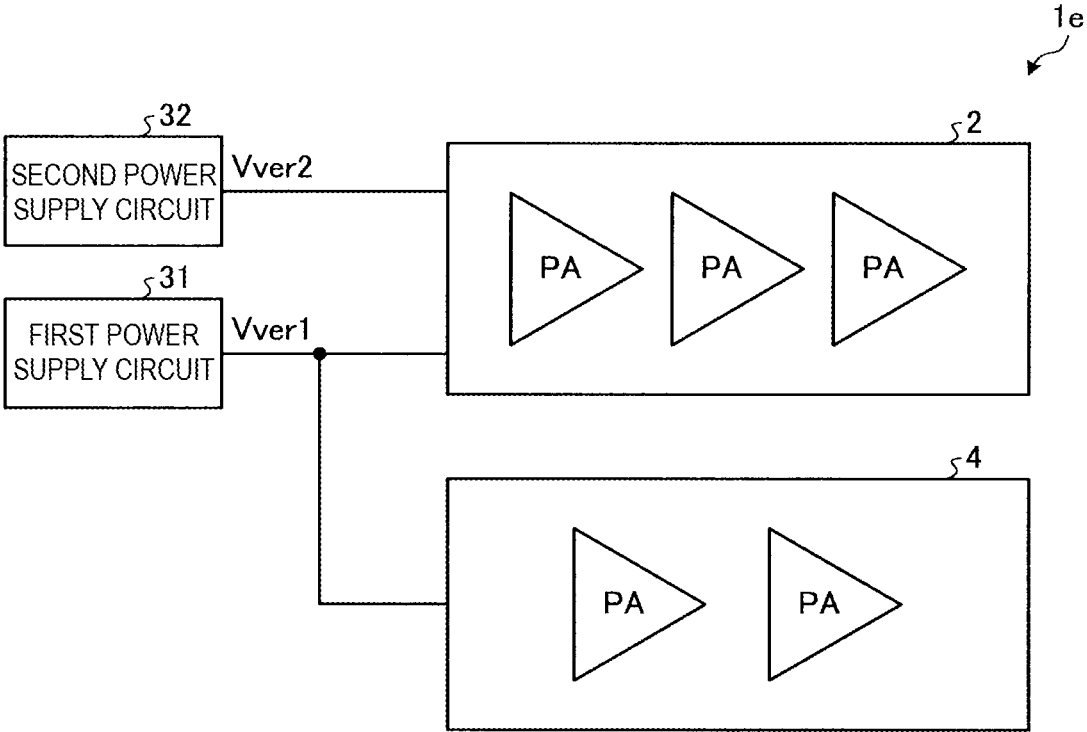 1e
32
2
SECOND POWER
SUPPLY CIRCUIT
Vver2
PA PA PA
31
FIRST POWER
SUPPLY CIRCUIT
Vver1
4
PA PA